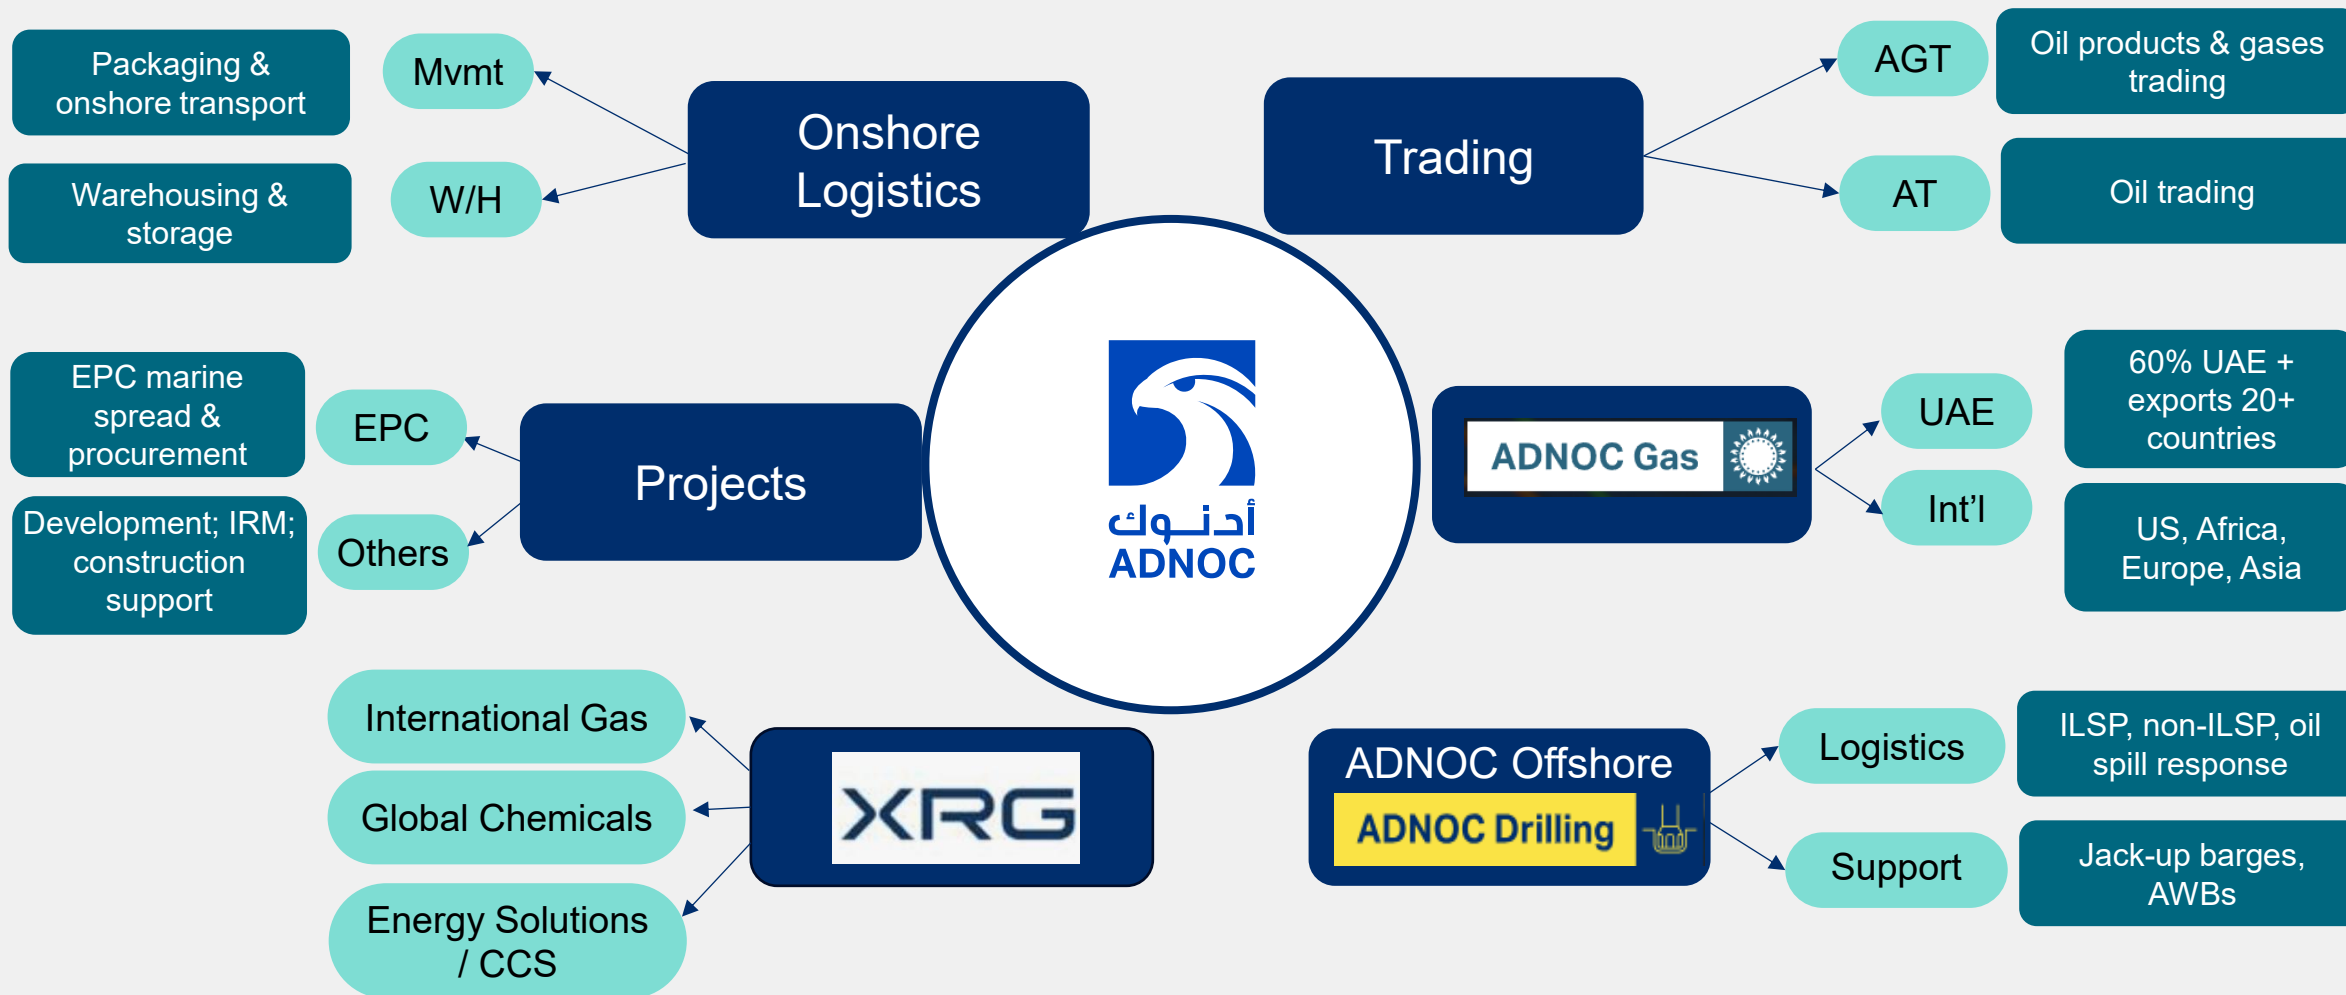 Packaging &
onshore transport
Mvmt
Warehousing &
storage
W/H
Onshore
Logistics
Trading
AGT
Oil products & gases
trading
AT
Oil trading
EPC marine
spread &
procurement
EPC
Development; IRM;
construction
support
Others
Projects
أدنوك
ADNOC
ADNOC Gas
UAE
60% UAE +
exports 20+
countries
Int’l
US, Africa,
Europe, Asia
International Gas
Global Chemicals
Energy Solutions
/ CCS
XRG
ADNOC Offshore
ADNOC Drilling
Logistics
ILSP, non-ILSP, oil
spill response
Support
Jack-up barges,
AWBs